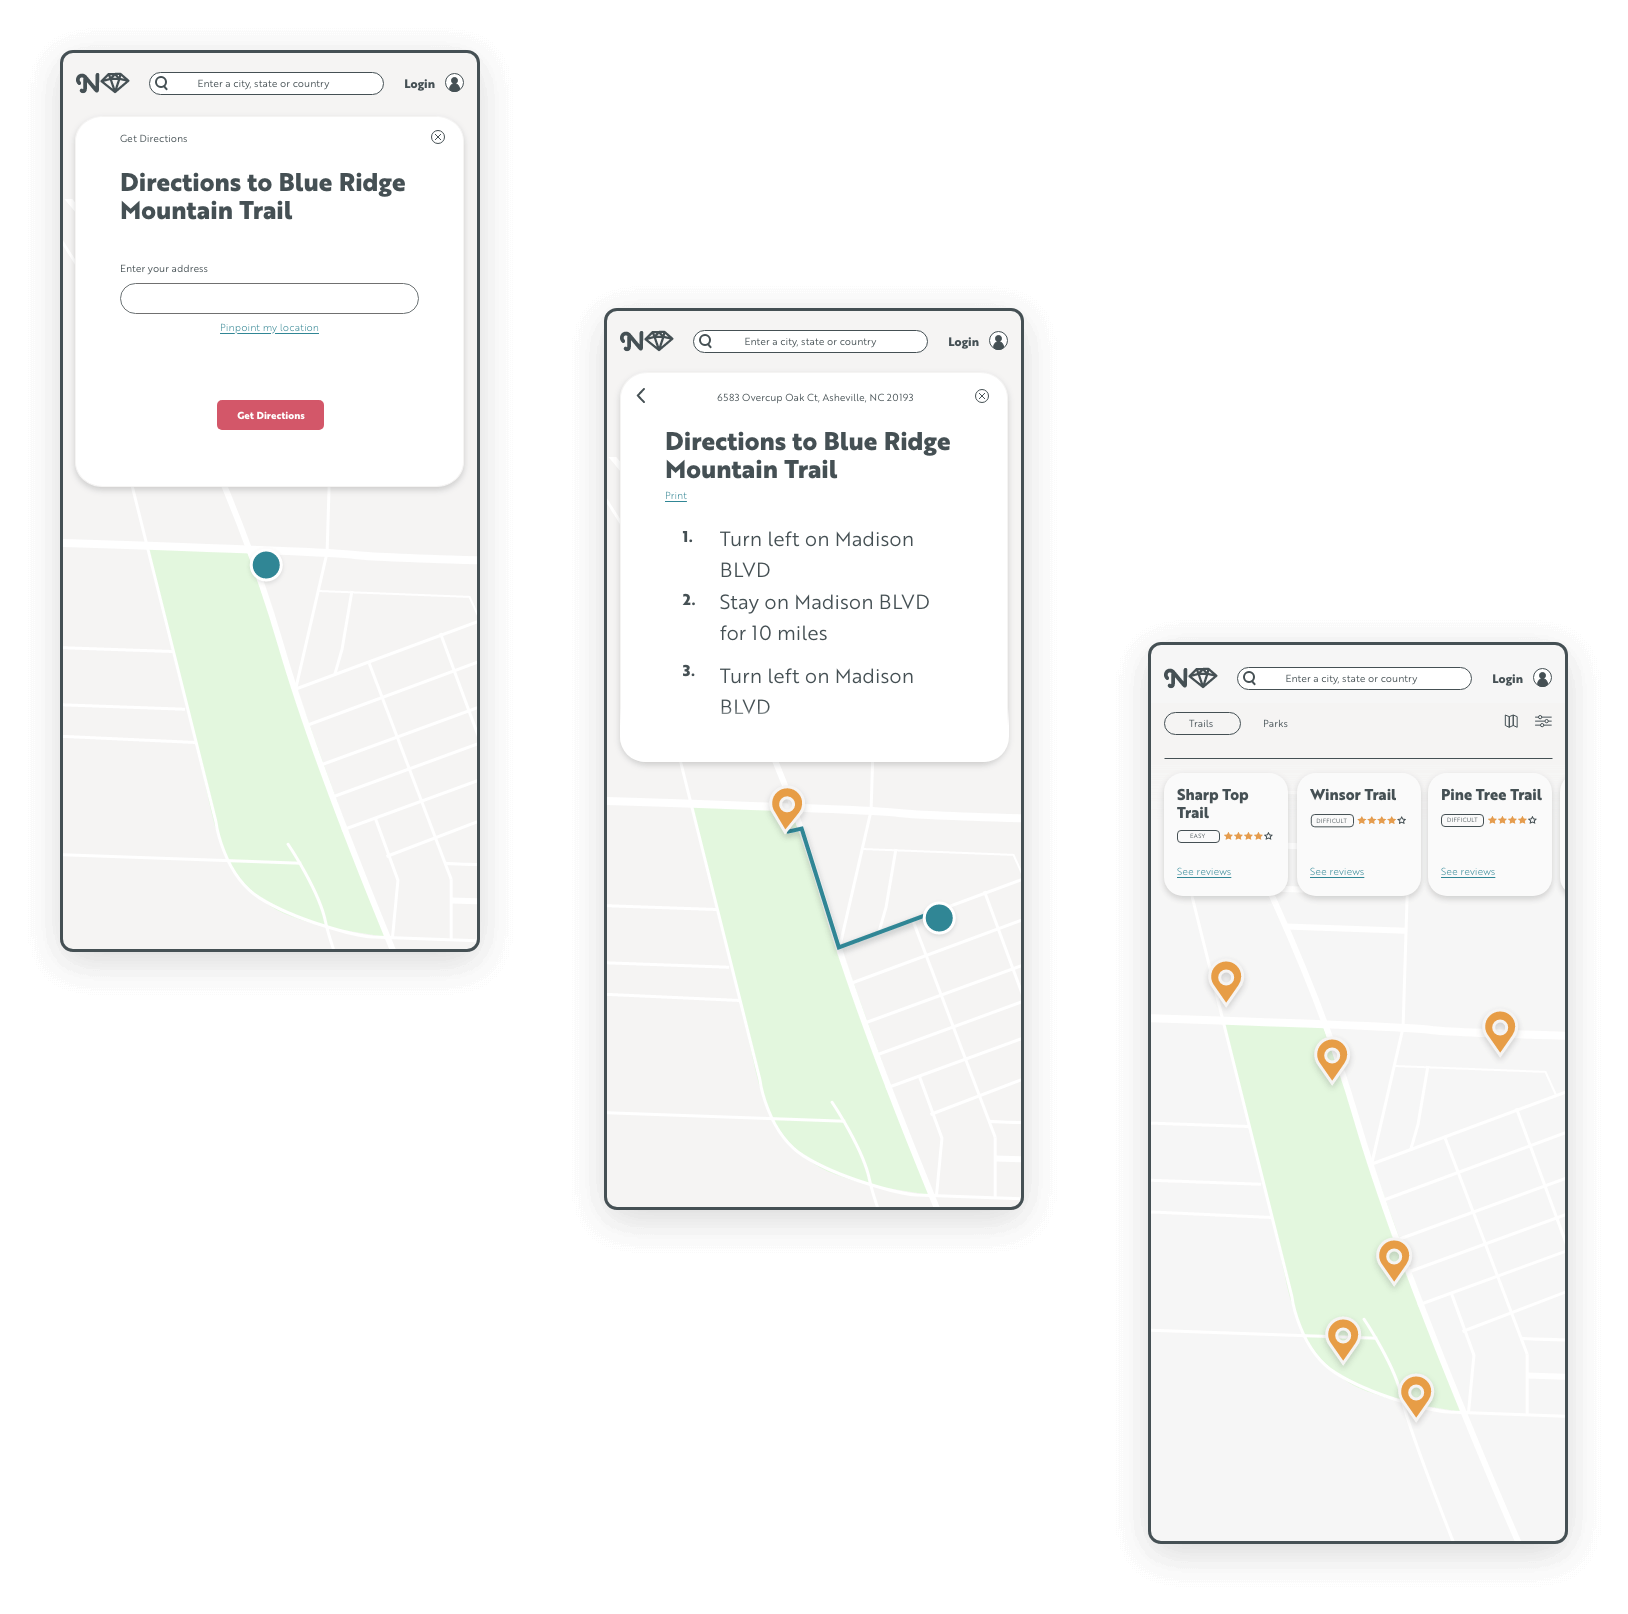 N
Enter a city, state or country
Login
Get Directions
Directions to Blue Ridge
Mountain Trail
Enter your address
Pinpoint my location
Get Directions
N
Enter a city, state or country
Login
6583 Overcup Oak Ct, Asheville, NC 20193
Directions to Blue Ridge
Mountain Trail
Print
1. Turn left on Madison
BLVD
2. Stay on Madison BLVD
for 10 miles
3. Turn left on Madison
BLVD
N
Enter a city, state or country
Login
Trails
Parks
Sharp Top
Trail
EASY
See reviews
Winsor Trail
DIFFICULT
See reviews
Pine Tree Trail
DIFFICULT
See reviews